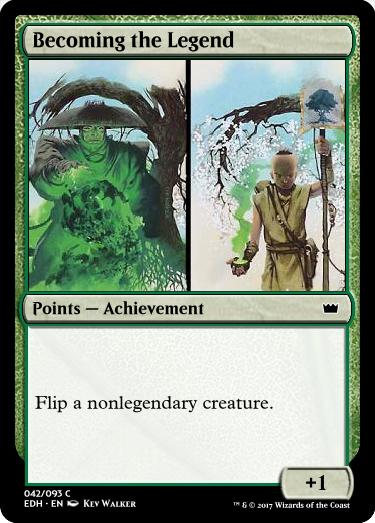 Becoming the Legend
Points — Achievement
Flip a nonlegendary creature.
+1
042/093 C
EDH • EN Kev Walker
™ & © 2017 Wizards of the Coast